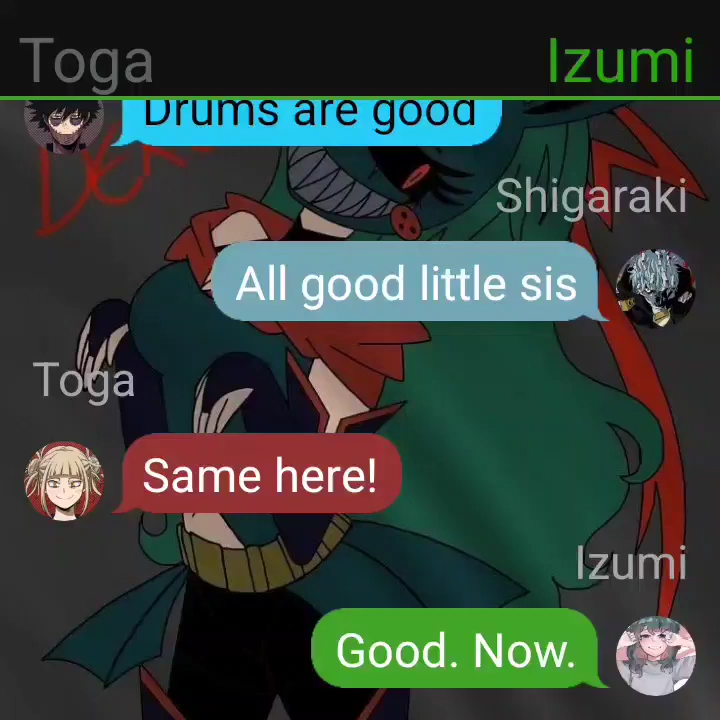 Toga
Izumi
Drums are good
Shigaraki
All good little sis
Toga
Same here!
Izumi
Good. Now.